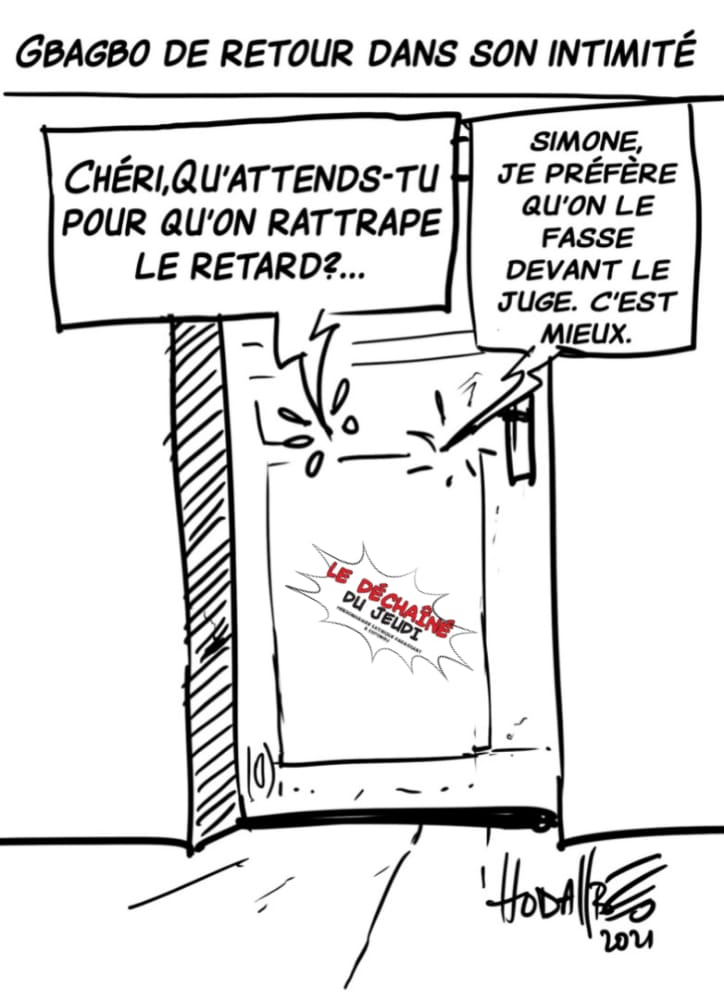 GBAGBO DE RETOUR DANS SON INTIMITÉ
CHÉRI,QU'ATTENDS-TU
POUR QU'ON RATTRAPE
LE RETARD?...
SIMONE,
JE PRÉFÈRE
QU'ON LE
FASSE
DEVANT LE
JUGE. C'EST
MIEUX.
LE DÉCHAÎNÉ
DU JEUDI
2021